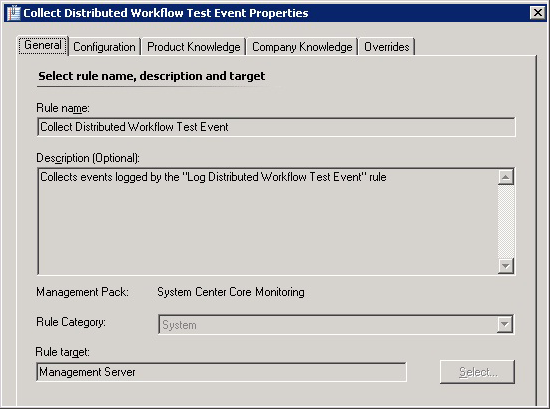 Collect Distributed Workflow Test Event Properties
General
Configuration
Product Knowledge
Company Knowledge
Overrides
Select rule name, description and target
Rule name:
Collect Distributed Workflow Test Event
Description (Optional):
Collects events logged by the "Log Distributed Workflow Test Event" rule
Management Pack: System Center Core Monitoring
Rule Category: System
Rule target:
Management Server
Select...